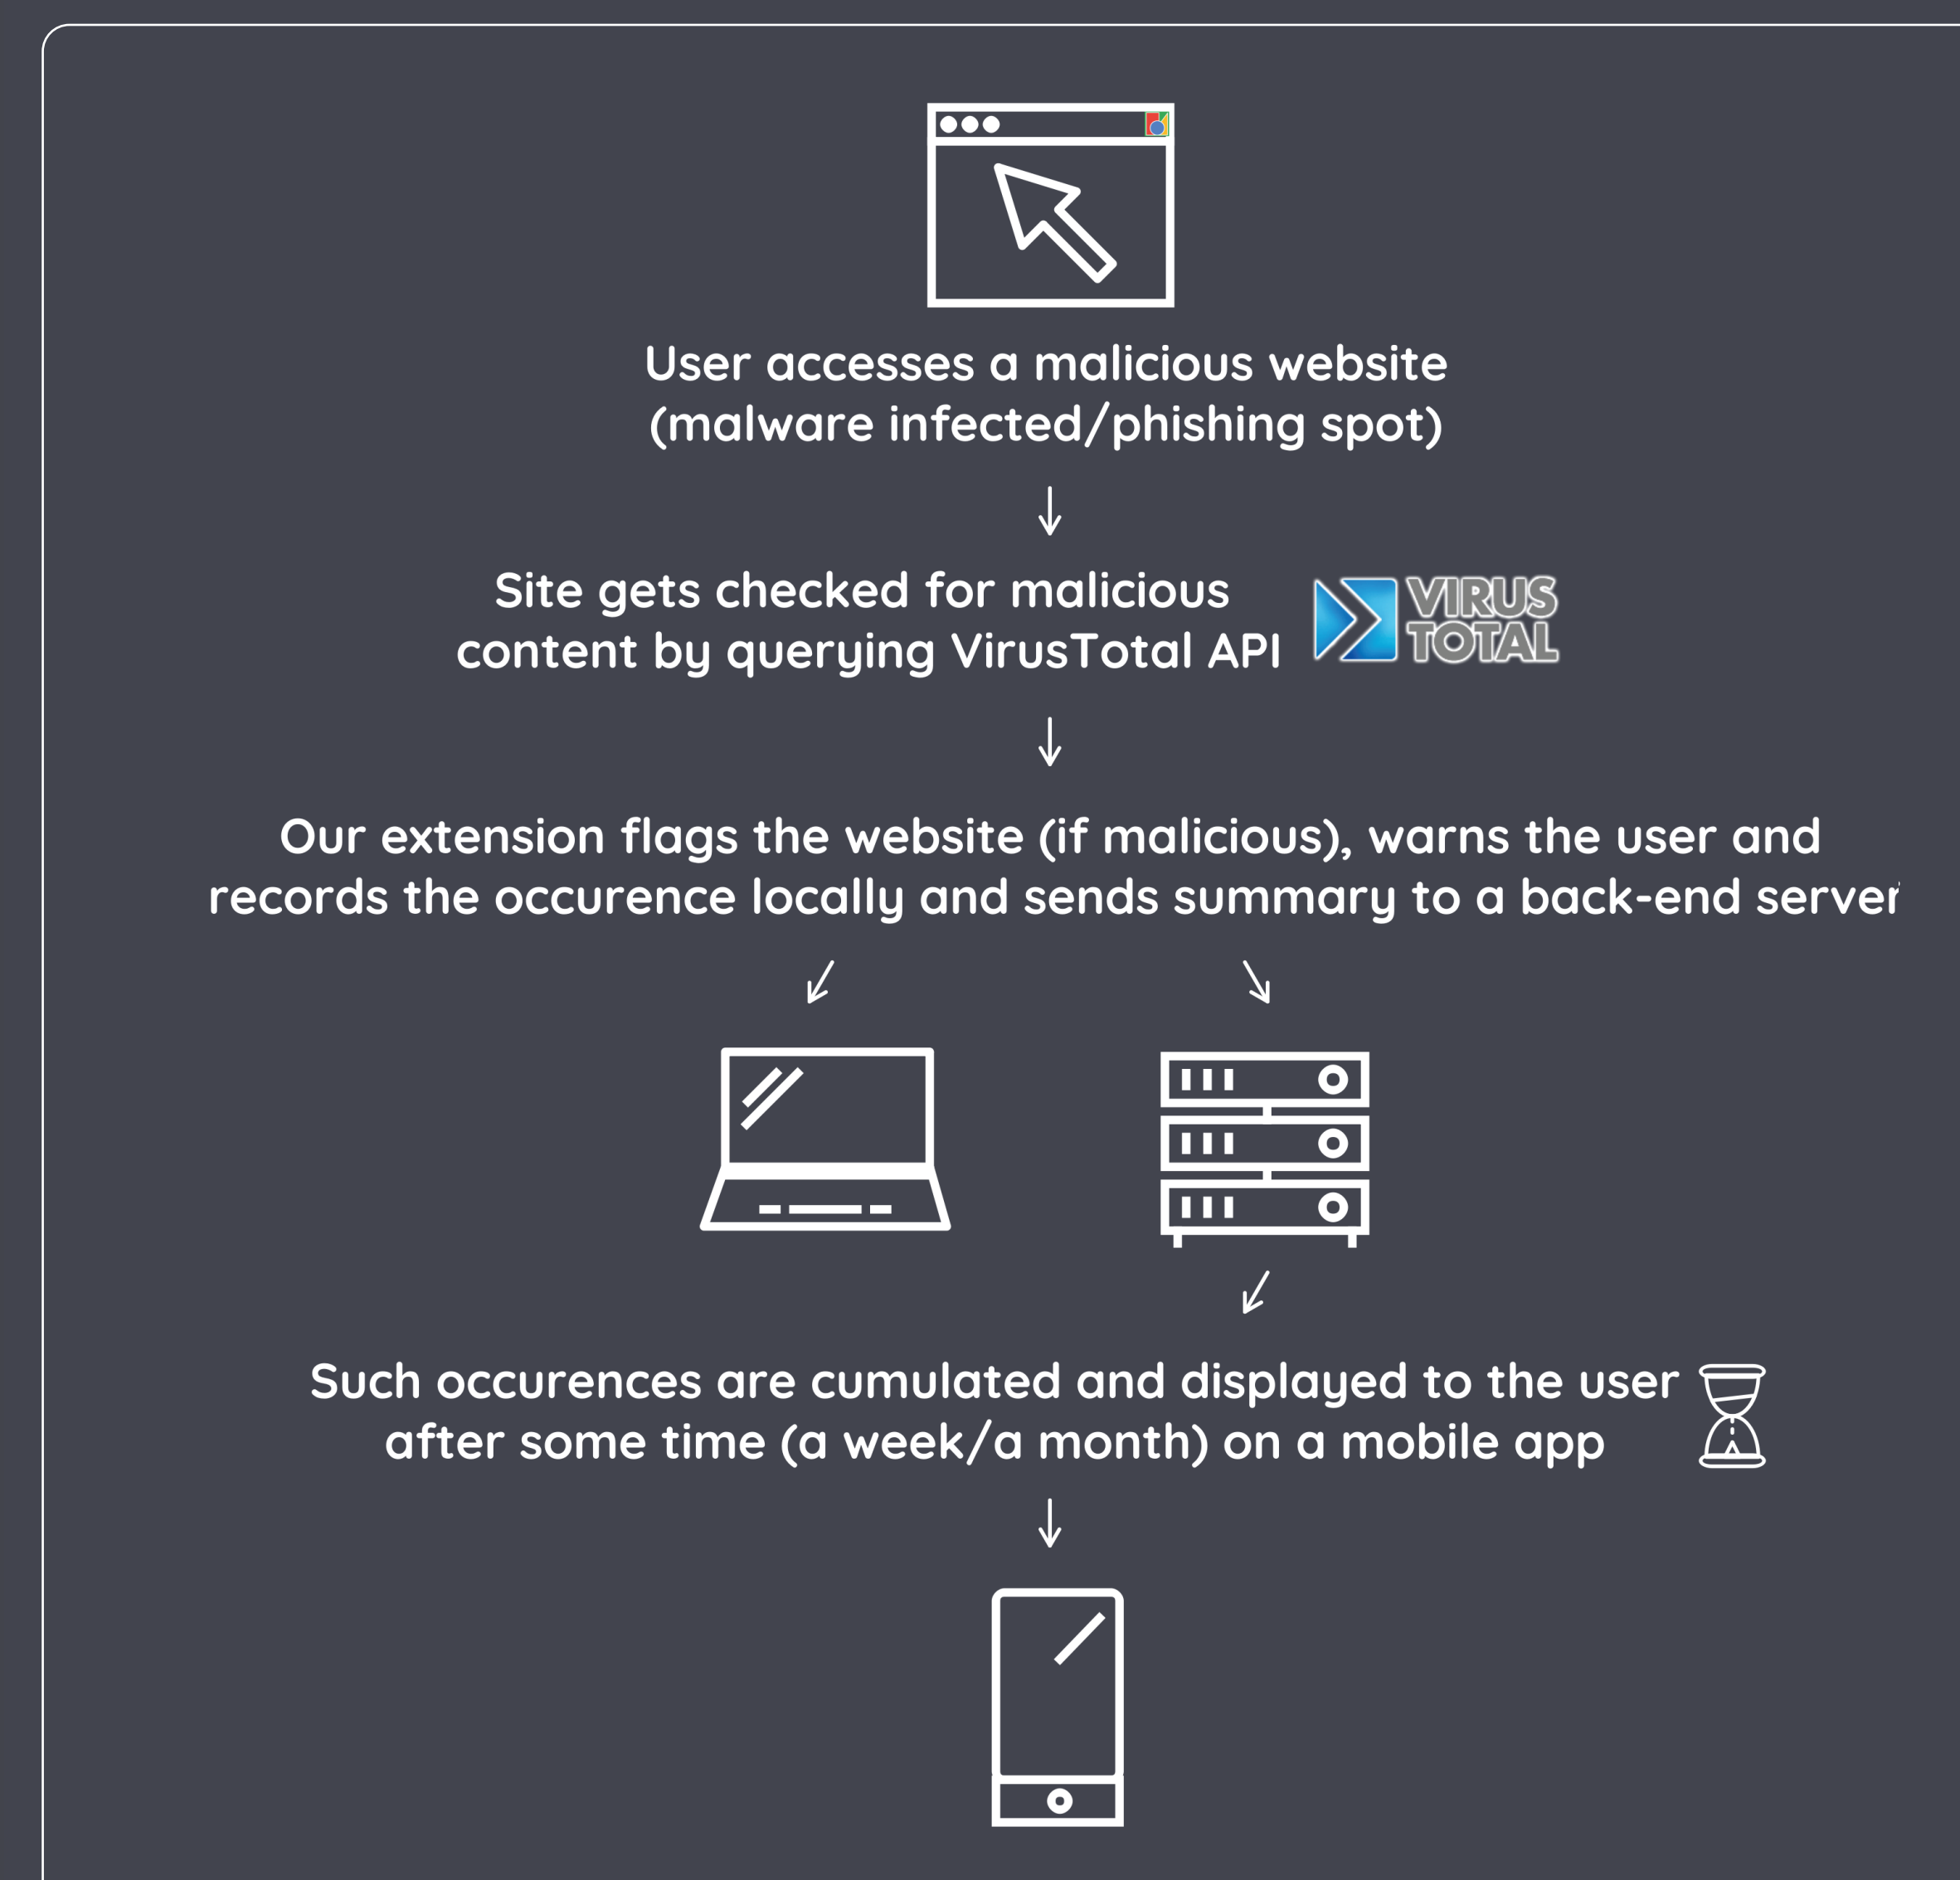 User accesses a malicious website
(malware infected/phishing spot)
Site gets checked for malicious
content by querying VirusTotal API
VIRUS
TOTAL
Our extension flags the website (if malicious), warns the user and
records the occurence locally and sends summary to a back-end server
Such occurences are cumulated and displayed to the user
after some time (a week/a month) on a mobile app